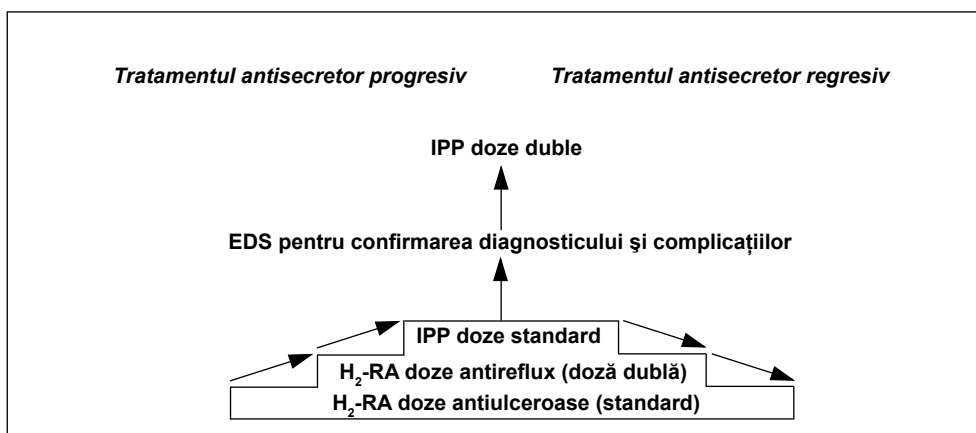 Tratamentul antisecretor progresiv
Tratamentul antisecretor regresiv
IPP doze duble
EDS pentru confirmarea diagnosticului şi complicațiilor
IPP doze standard
H₂-RA doze antireflux (doză dublă)
H₂-RA doze antiulceroase (standard)